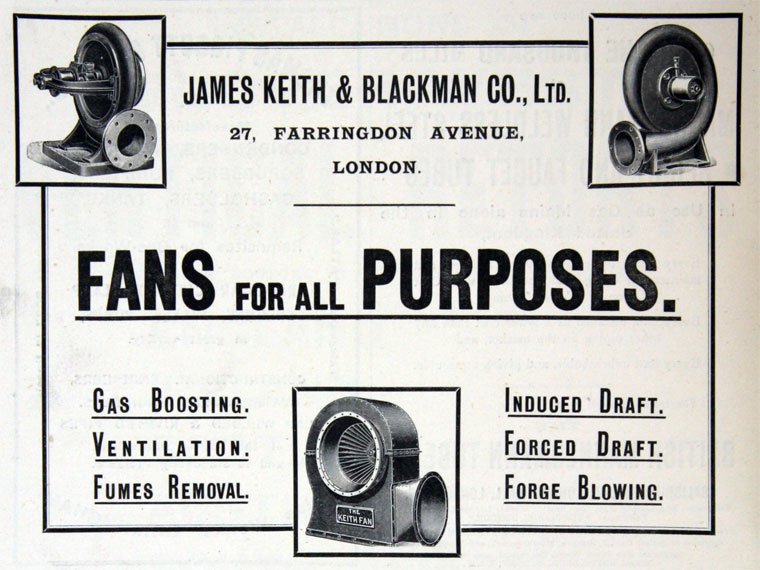 JAMES KEITH & BLACKMAN CO., LTD.
27, FARRINGDON AVENUE,
LONDON.
FANS FOR ALL PURPOSES.
GAS BOOSTING.
VENTILATION.
FUMES REMOVAL.
INDUCED DRAFT.
FORCED DRAFT.
FORGE BLOWING.
THE
KEITH FAN